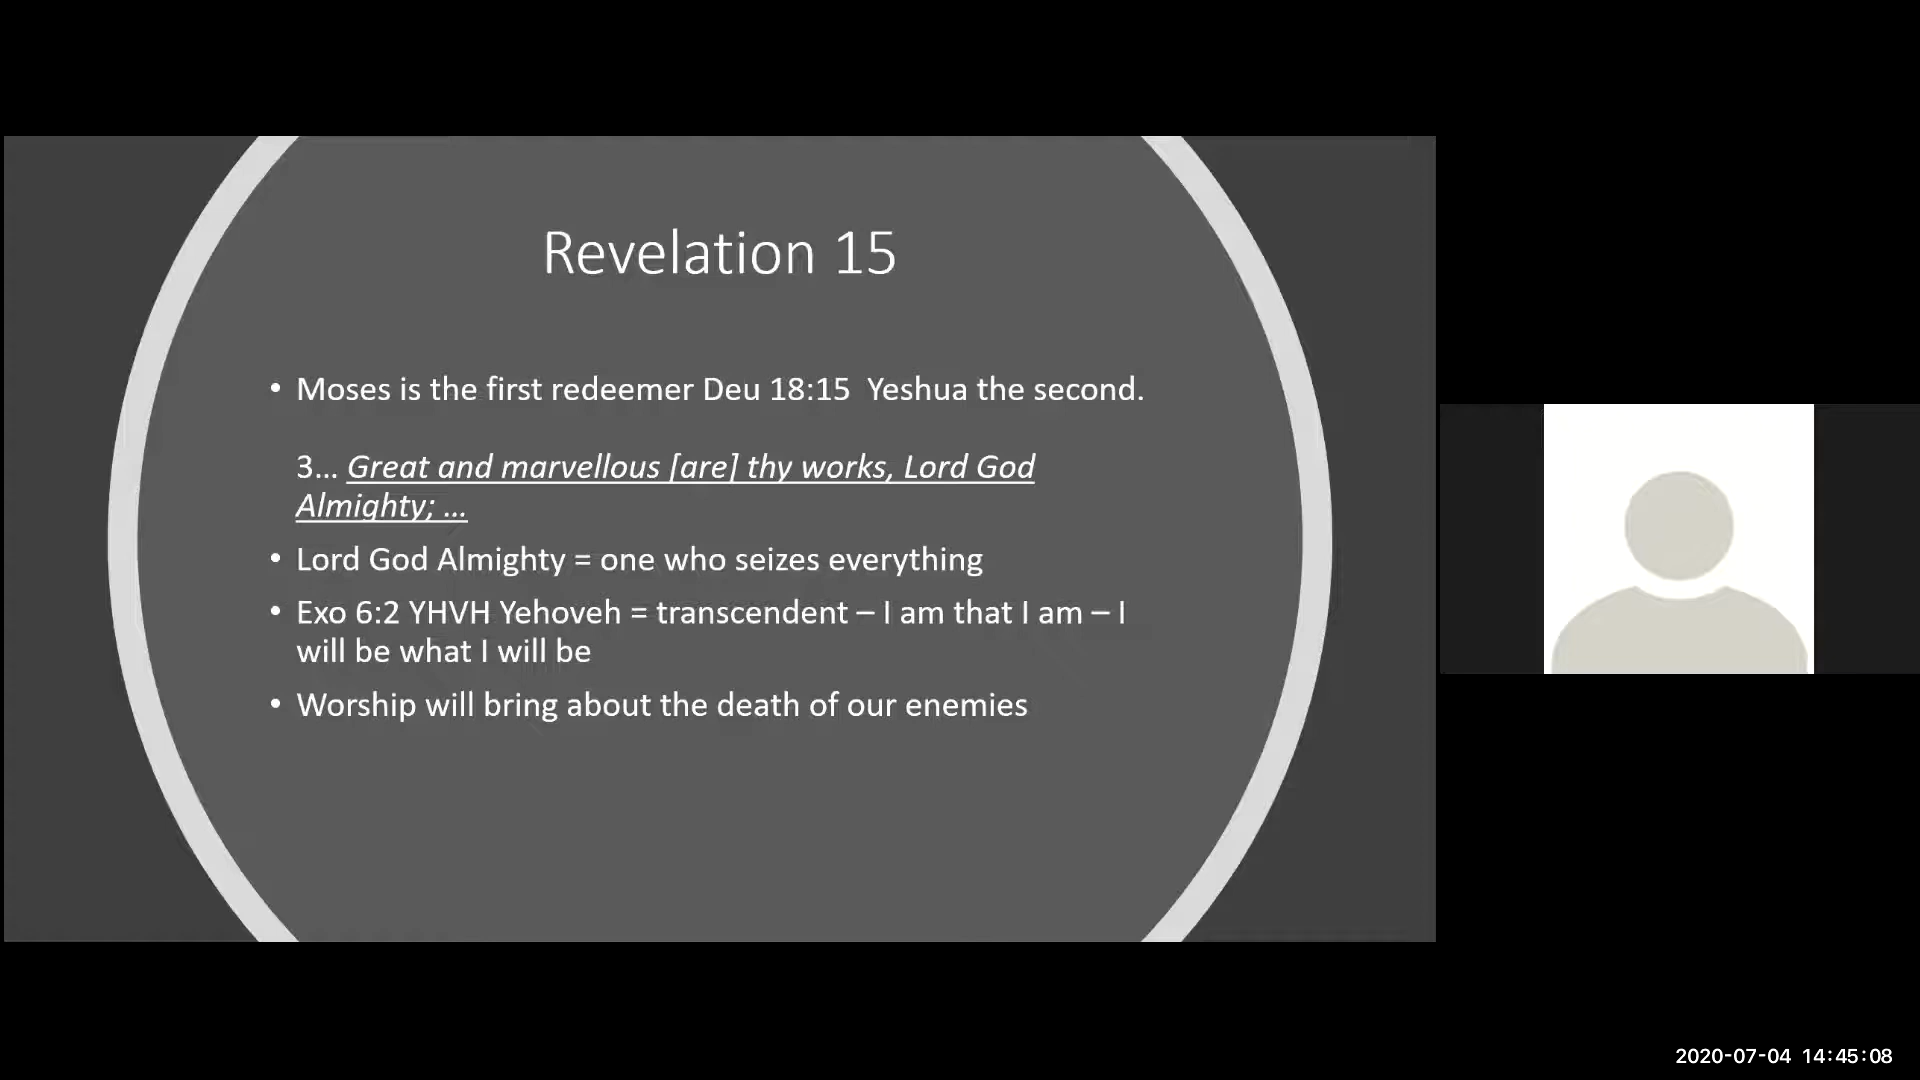 Revelation 15
• Moses is the first redeemer Deu 18:15  Yeshua the second.
3... Great and marvellous [are] thy works, Lord God
Almighty; ...
• Lord God Almighty = one who seizes everything
• Exo 6:2 YHVH Yehoveh = transcendent – I am that I am – I
will be what I will be
• Worship will bring about the death of our enemies
2020-07-04 14:45:08